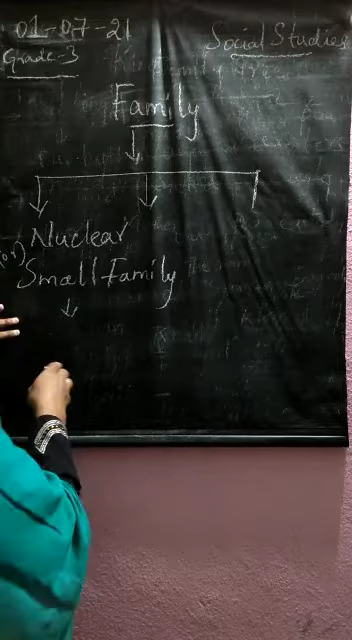 01-07-21
Social Studies
Grade-3
Family
Nuclear
(or)
Small Family